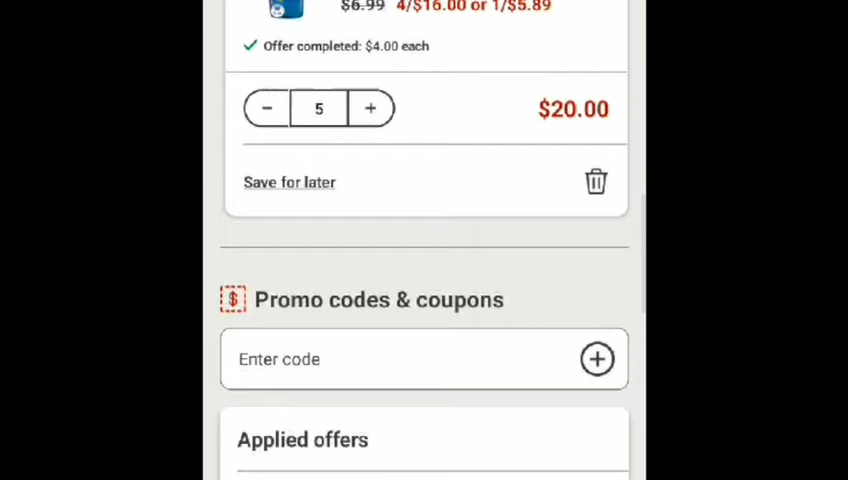 $6.99 4/$16.00 or 1/$5.89
Offer completed: $4.00 each
- 5 + $20.00
Save for later
$ Promo codes & coupons
Enter code
Applied offers